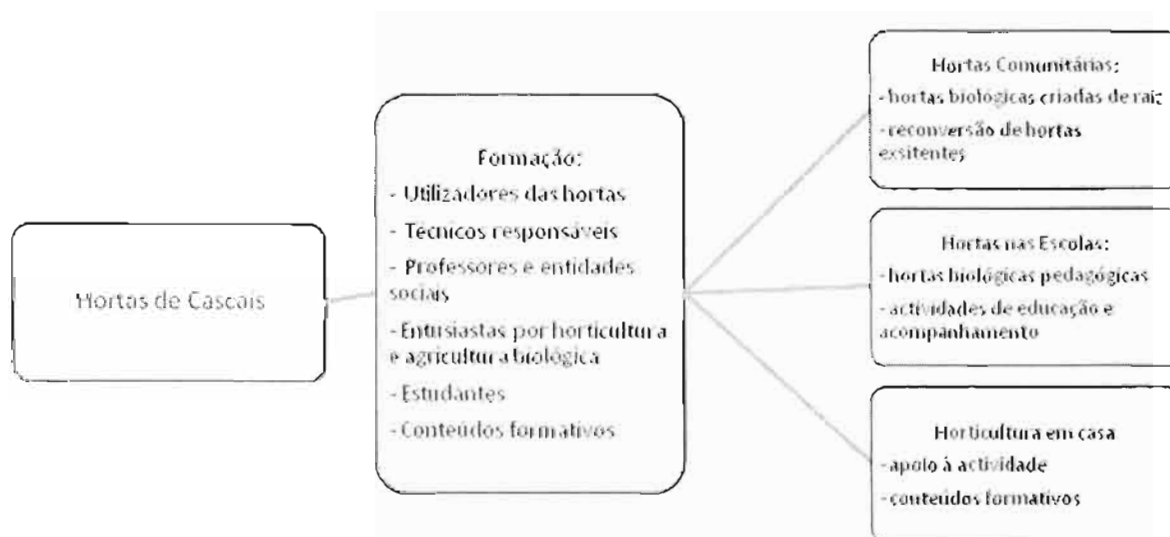 Hortas de Cascais
Formação:
- Utilizadores das hortas
- Técnicos responsáveis
- Professores e entidades
sociais
- Entusiastas por horticultura
e agricultura biológica
- Estudantes
- Conteúdos formativos
Hortas Comunitárias:
- hortas biológicas criadas de raiz
- reconversão de hortas
exsitentes
Hortas nas Escolas:
- hortas biológicas pedagógicas
- actividades de educação e
acompanhamento
Horticultura em casa
- apoio à actividade
- conteúdos formativos